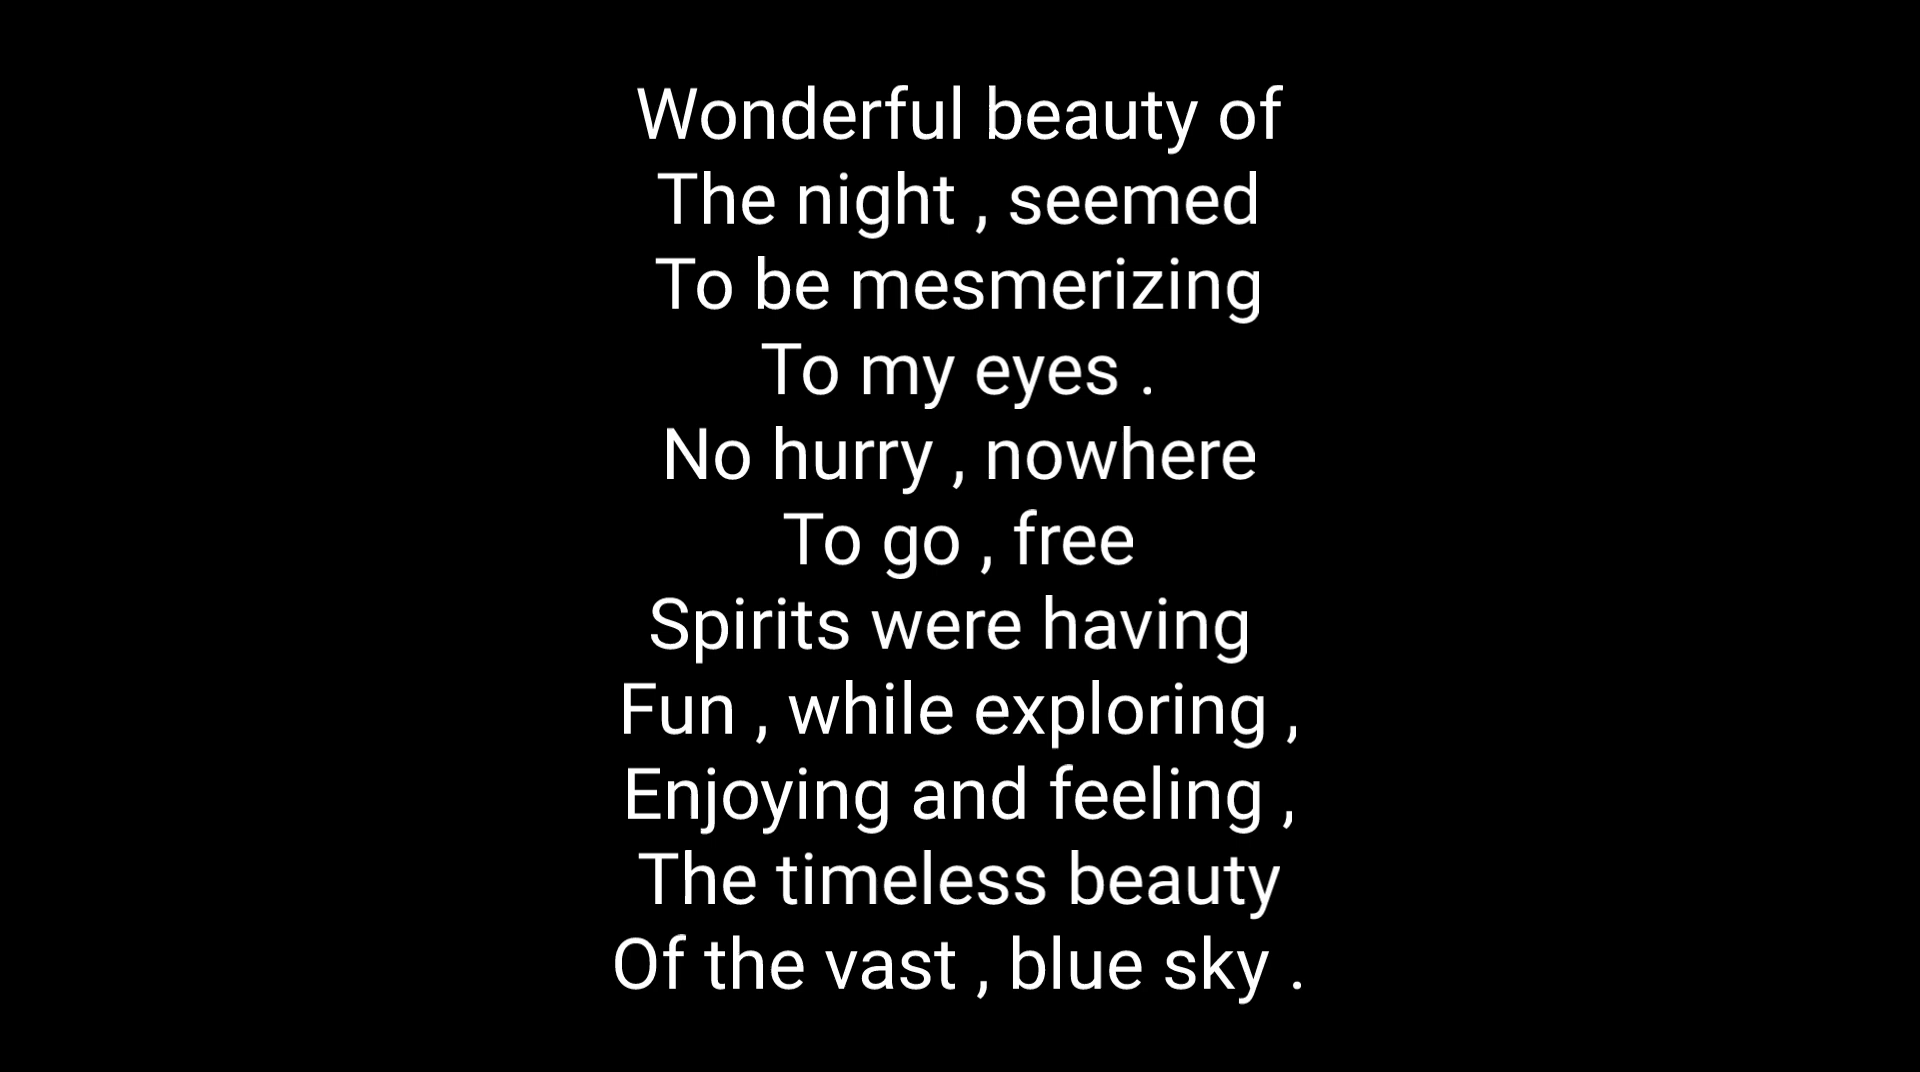 Wonderful beauty of
The night , seemed
To be mesmerizing
To my eyes .
No hurry , nowhere
To go , free
Spirits were having
Fun , while exploring ,
Enjoying and feeling ,
The timeless beauty
Of the vast , blue sky .